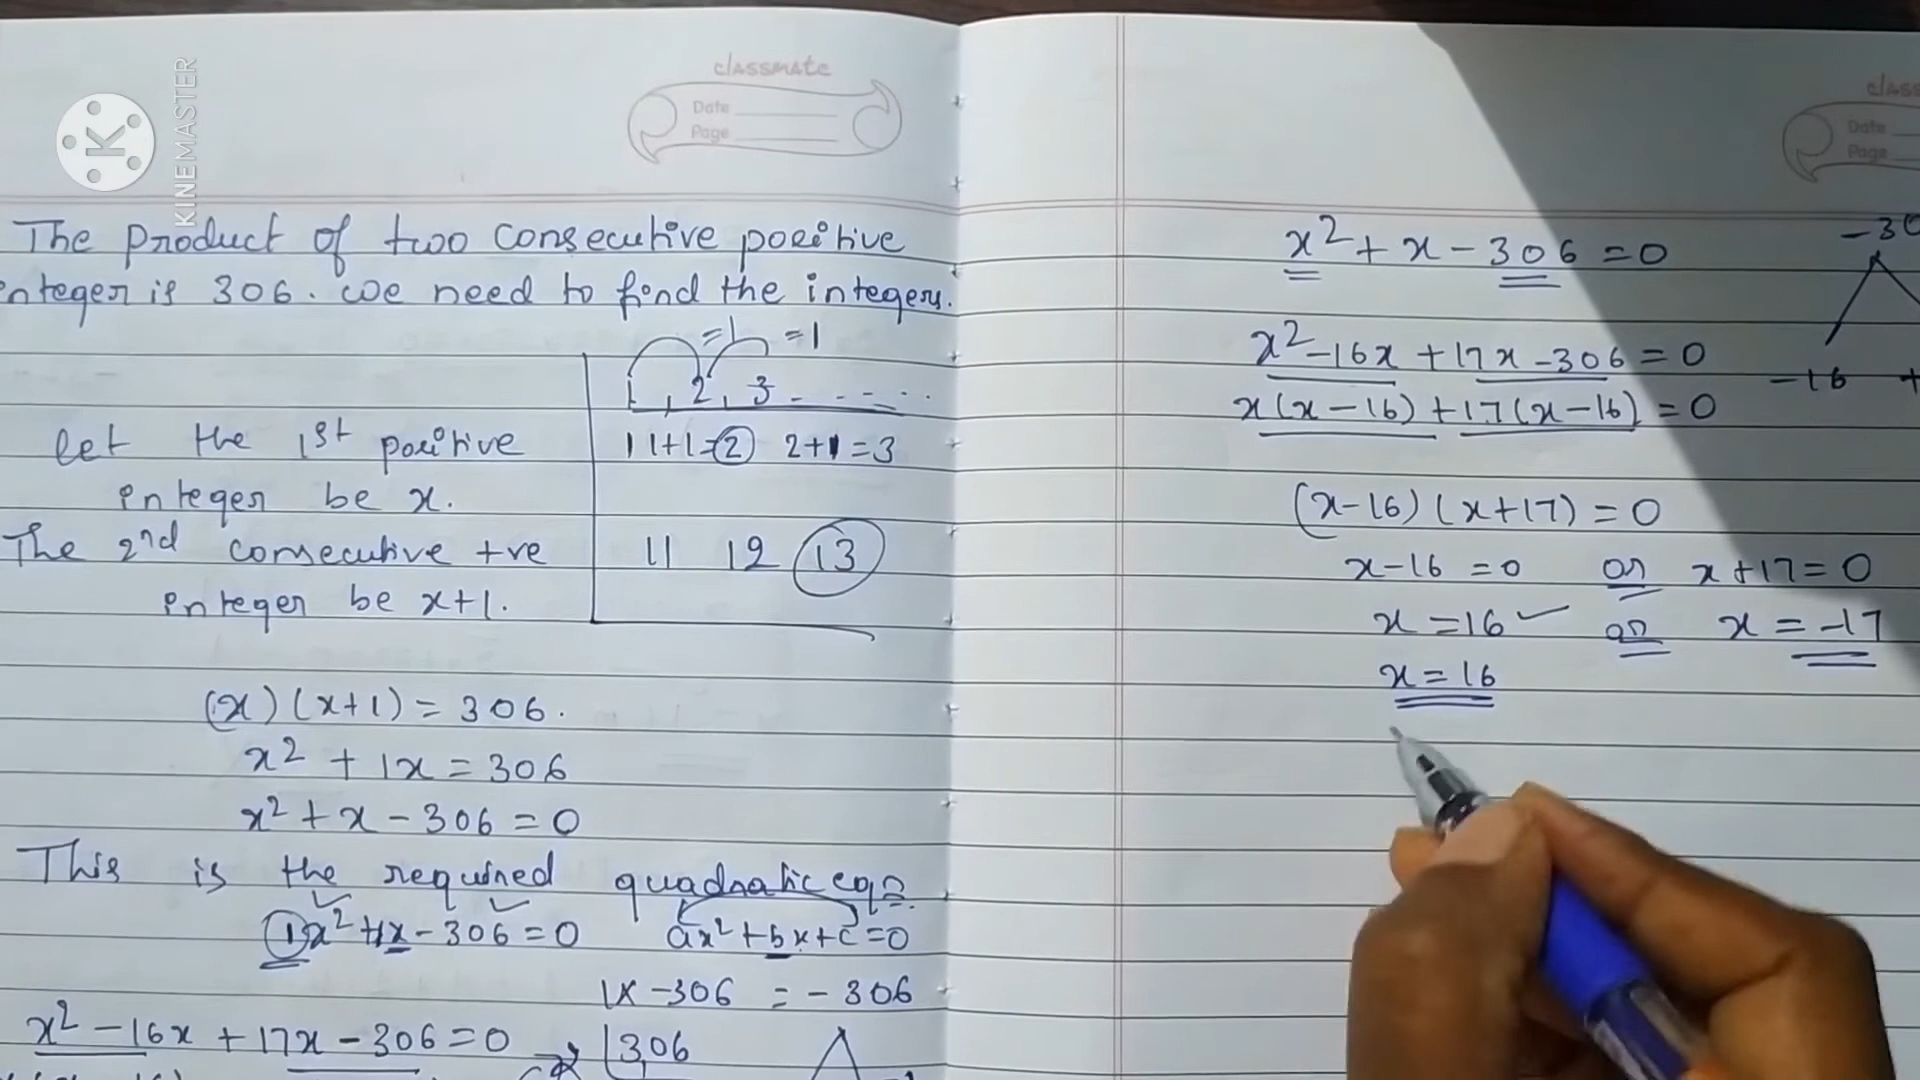 KINEMASTER
classmate
Date
Page
The product of two consecutive positive
integer is 306. We need to find the integers.
=1 =1
1, 2, 3 - - - - - ..
Let the 1st positive
integer be x.
1 1+1=2 2+1=3
The 2nd consecutive +ve
integer be x+1.
11 12 13
(x)(x+1) = 306.
x² + 1x = 306
x² + x - 306 = 0
This is the required quadratic eqn.
1x² + 1x - 306 = 0 ax² + bx + c = 0
1x - 306 = - 306
x² - 16x + 17x - 306 = 0
306
class
Date
Page
x² + x - 306 = 0
-30
x² - 16x + 17x - 306 = 0
-16 +
x(x - 16) + 17(x - 16) = 0
(x-16)(x+17) = 0
x-16 = 0 or x+17 = 0
x = 16 or x = -17
x = 16